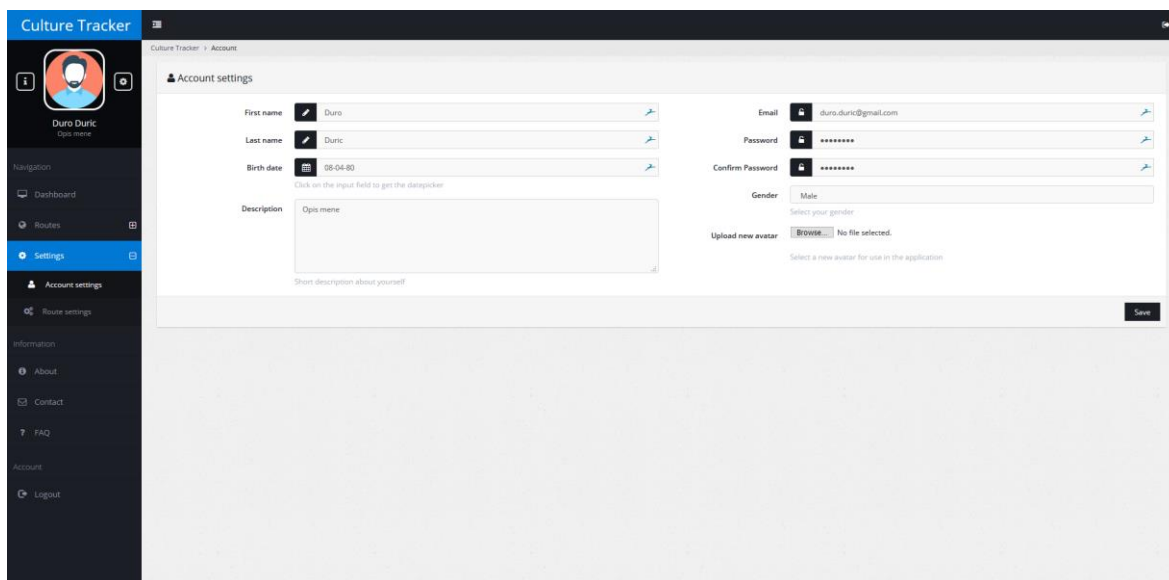 Culture Tracker
Duro Duric
Opis mene
Navigation
Dashboard
Routes
Settings
Account settings
Route settings
Information
About
Contact
? FAQ
Account
Logout
Culture Tracker › Account
Account settings
First name Duro
Last name Duric
Birth date 08-04-80
Click on the input field to get the datepicker
Description Opis mene
Short description about yourself
Email duro.duric@gmail.com
Password ••••••••
Confirm Password ••••••••
Gender Male
Select your gender
Upload new avatar Browse... No file selected.
Select a new avatar for use in the application
Save